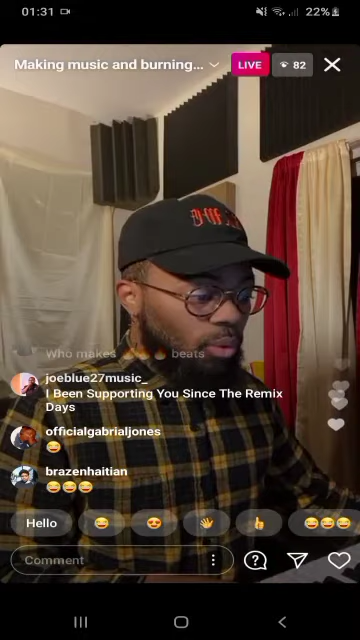 01:31
22%
Making music and burning...
LIVE
82
Who makes 🔥🔥🔥 beats
joeblue27music_
I Been Supporting You Since The Remix
Days
officialgabrialjones
😂
brazenhaitian
😂😂😂
Hello 😂 😍 👋 👍 😂😂😂
Comment